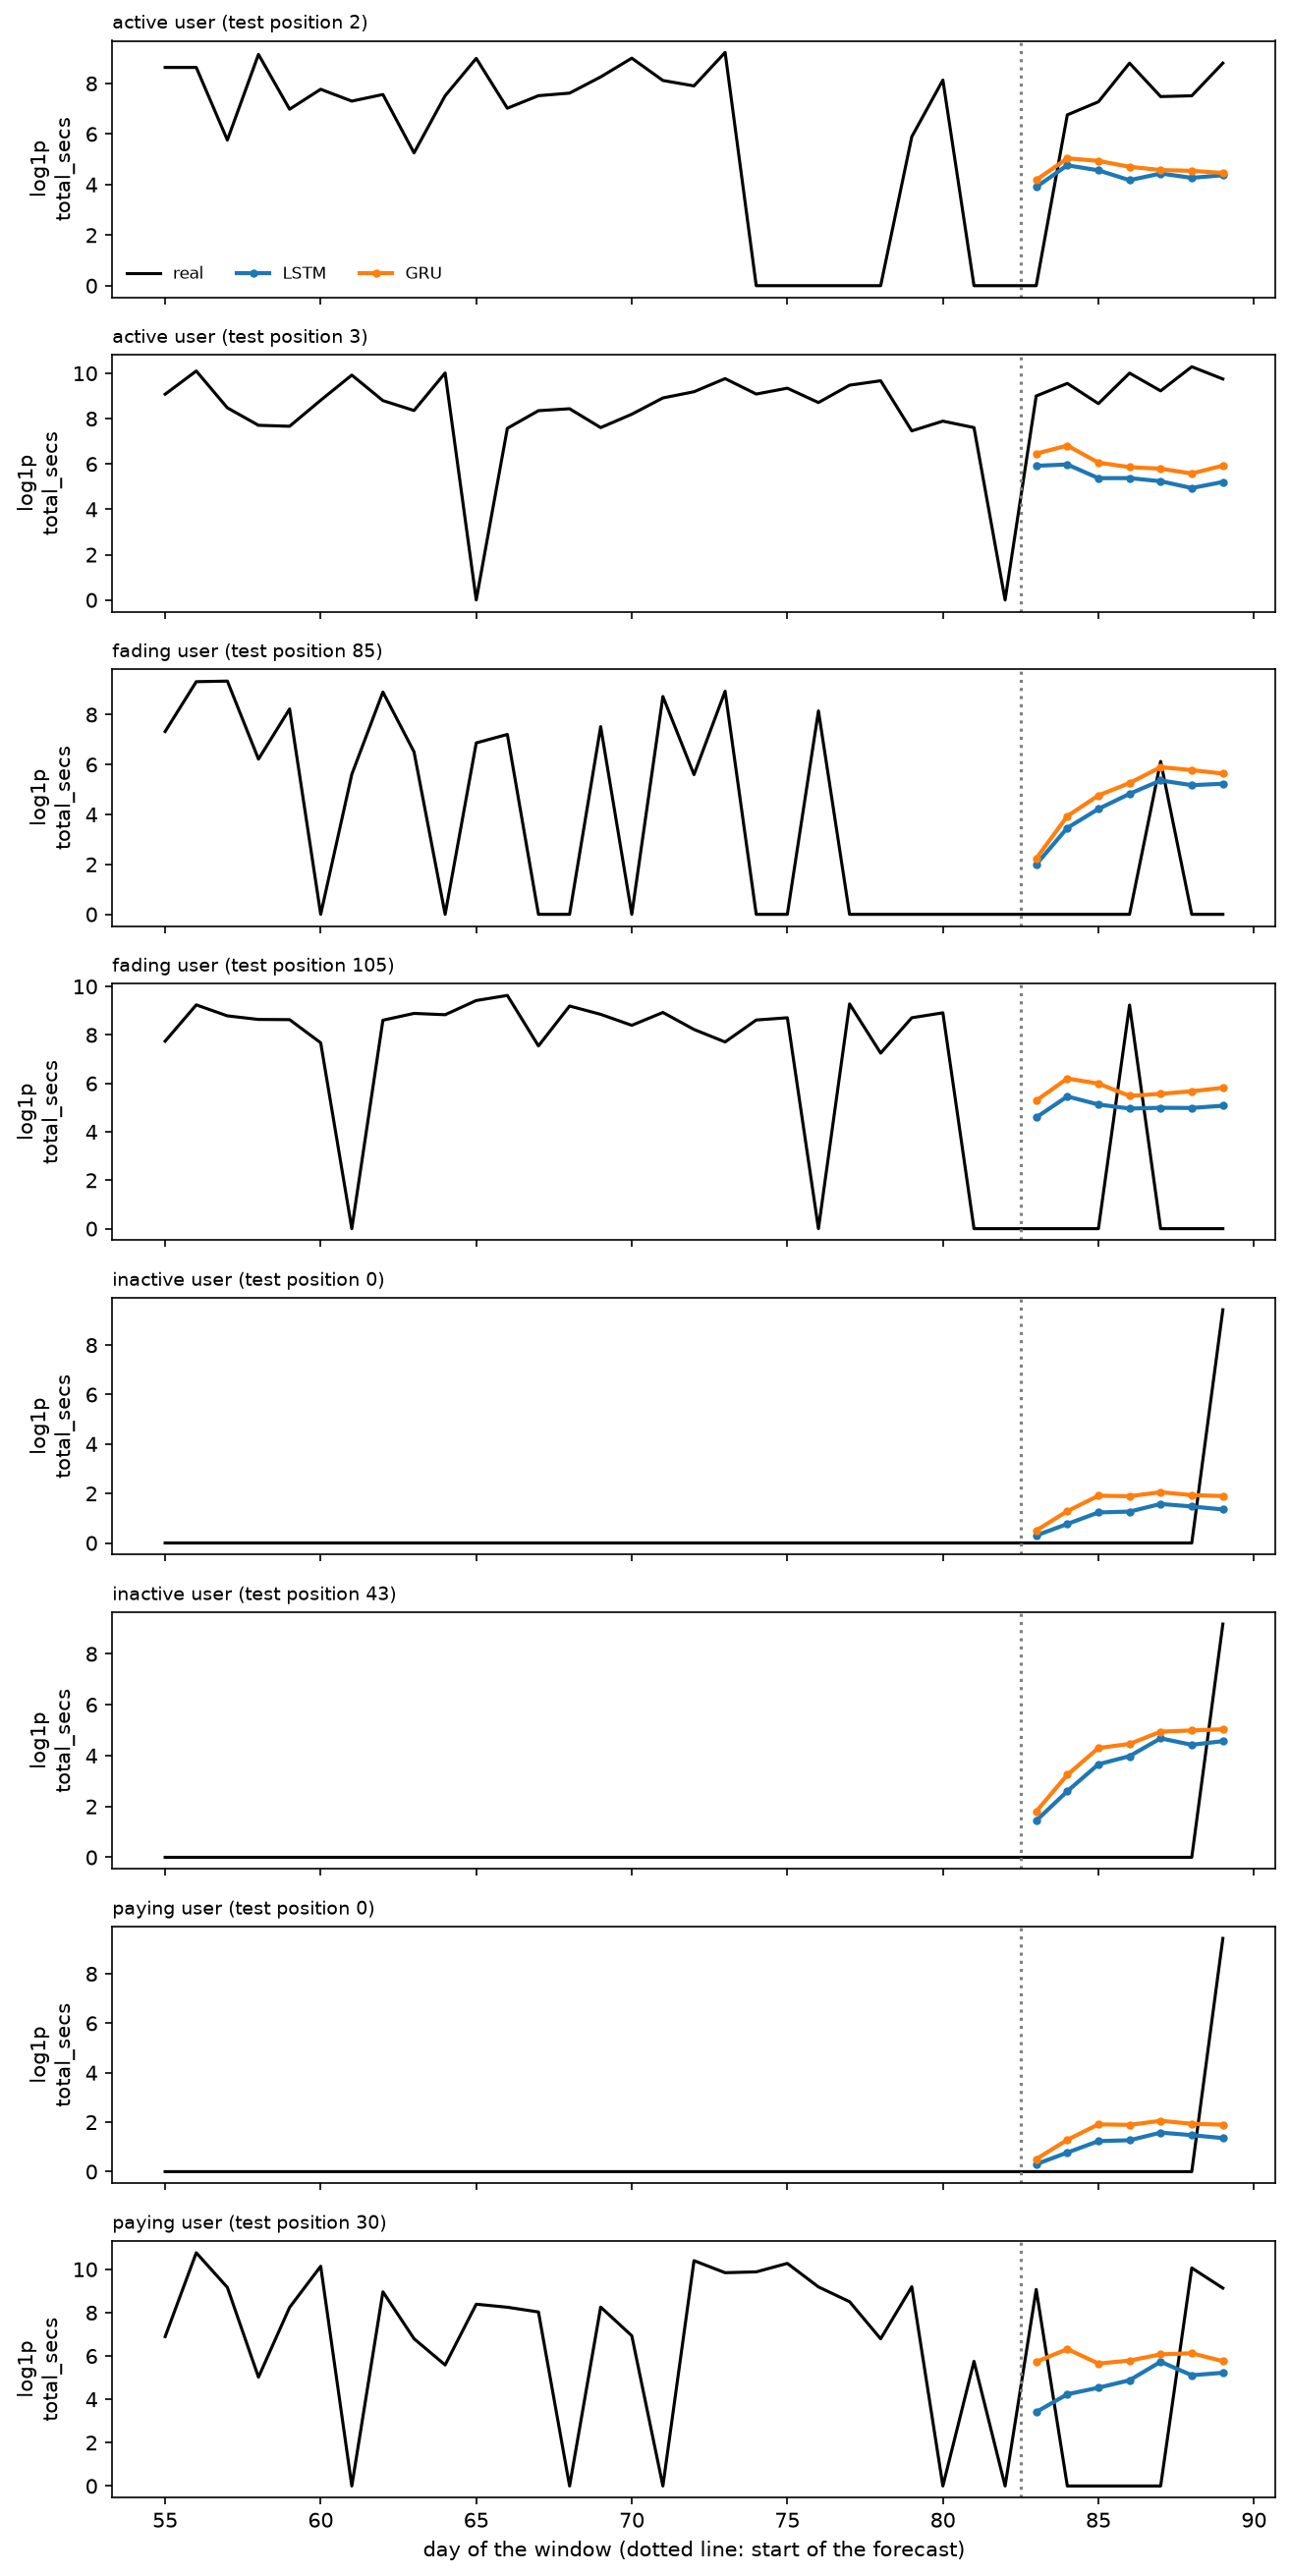 active user (test position 2)
8
6
4
2
0
log1p
total_secs
real
LSTM
GRU
active user (test position 3)
10
8
6
4
2
0
log1p
total_secs
fading user (test position 85)
8
6
4
2
0
log1p
total_secs
fading user (test position 105)
10
8
6
4
2
0
log1p
total_secs
inactive user (test position 0)
8
6
4
2
0
log1p
total_secs
inactive user (test position 43)
8
6
4
2
0
log1p
total_secs
paying user (test position 0)
8
6
4
2
0
log1p
total_secs
paying user (test position 30)
10
8
6
4
2
0
log1p
total_secs
55 60 65 70 75 80 85 90
day of the window (dotted line: start of the forecast)